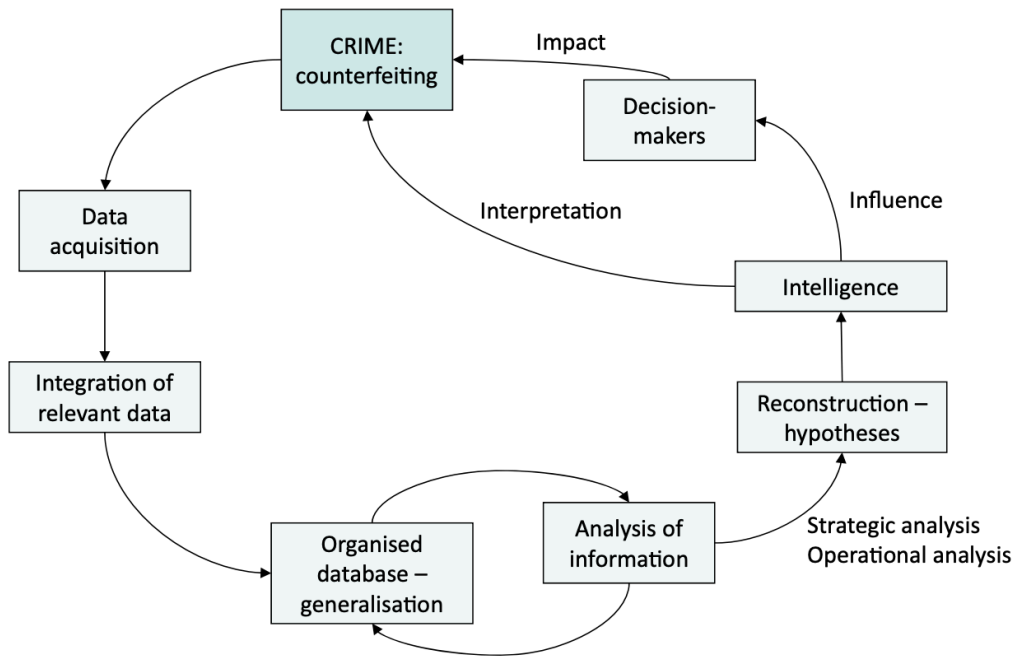 CRIME:
counterfeiting
Impact
Decision-
makers
Data
acquisition
Interpretation
Influence
Intelligence
Integration of
relevant data
Reconstruction –
hypotheses
Organised
database –
generalisation
Analysis of
information
Strategic analysis
Operational analysis